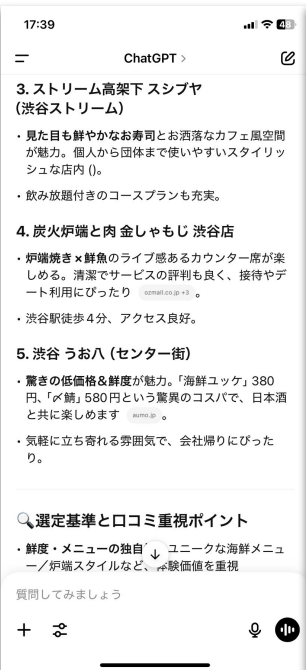 17:39
43
ChatGPT >
3. ストリーム高架下 スシブヤ
（渋谷ストリーム）
• 見た目も鮮やかなお寿司とお洒落なカフェ風空間
が魅力。個人から団体まで使いやすいスタイリッ
シュな店内 ()。
• 飲み放題付きのコースプランも充実。
4. 炭火炉端と肉 金しゃもじ 渋谷店
• 炉端焼き×鮮魚のライブ感あるカウンター席が楽
しめる。清潔でサービスの評判も良く、接待やデ
ート利用にぴったり ozmall.co.jp +3 。
• 渋谷駅徒歩4分、アクセス良好。
5. 渋谷 うお八（センター街）
• 驚きの低価格&鮮度が魅力。「海鮮ユッケ」380
円、「〆鯖」580円という驚異のコスパで、日本酒
と共に楽しめます aumo.jp 。
• 気軽に立ち寄れる雰囲気で、会社帰りにぴった
り。
🔍選定基準と口コミ重視ポイント
• 鮮度・メニューの独自 ユニークな海鮮メニュ
ー／炉端スタイルなど、体験価値を重視
質問してみましょう